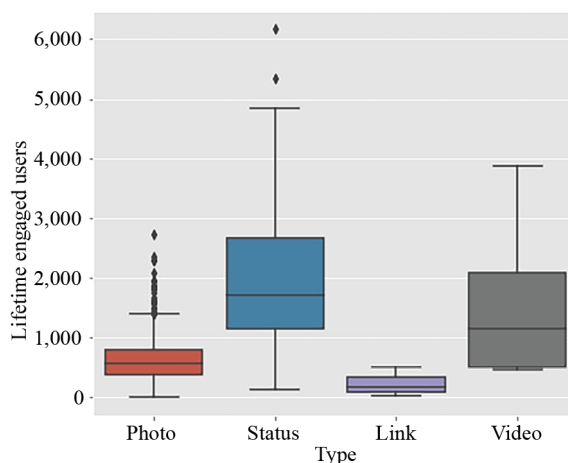 6,000
5,000
4,000
3,000
2,000
1,000
0
Lifetime engaged users
Photo Status Link Video
Type